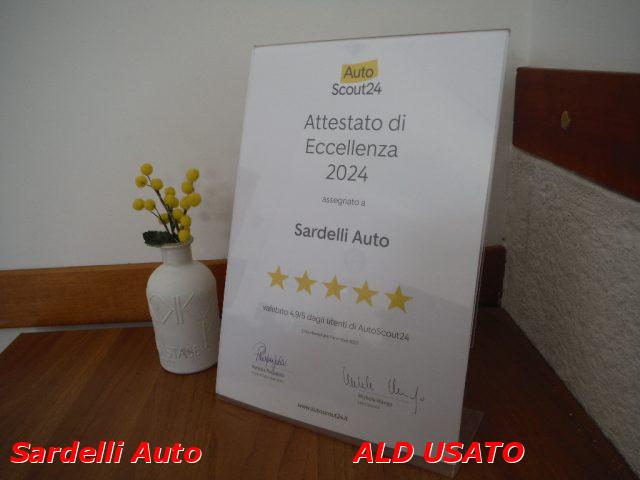 Auto
Scout24
Attestato di
Eccellenza
2024
assegnato a
Sardelli Auto
valutato 4,9/5 dagli utenti di AutoScout24
www.autoscout24.it
Sardelli Auto
ALD USATO